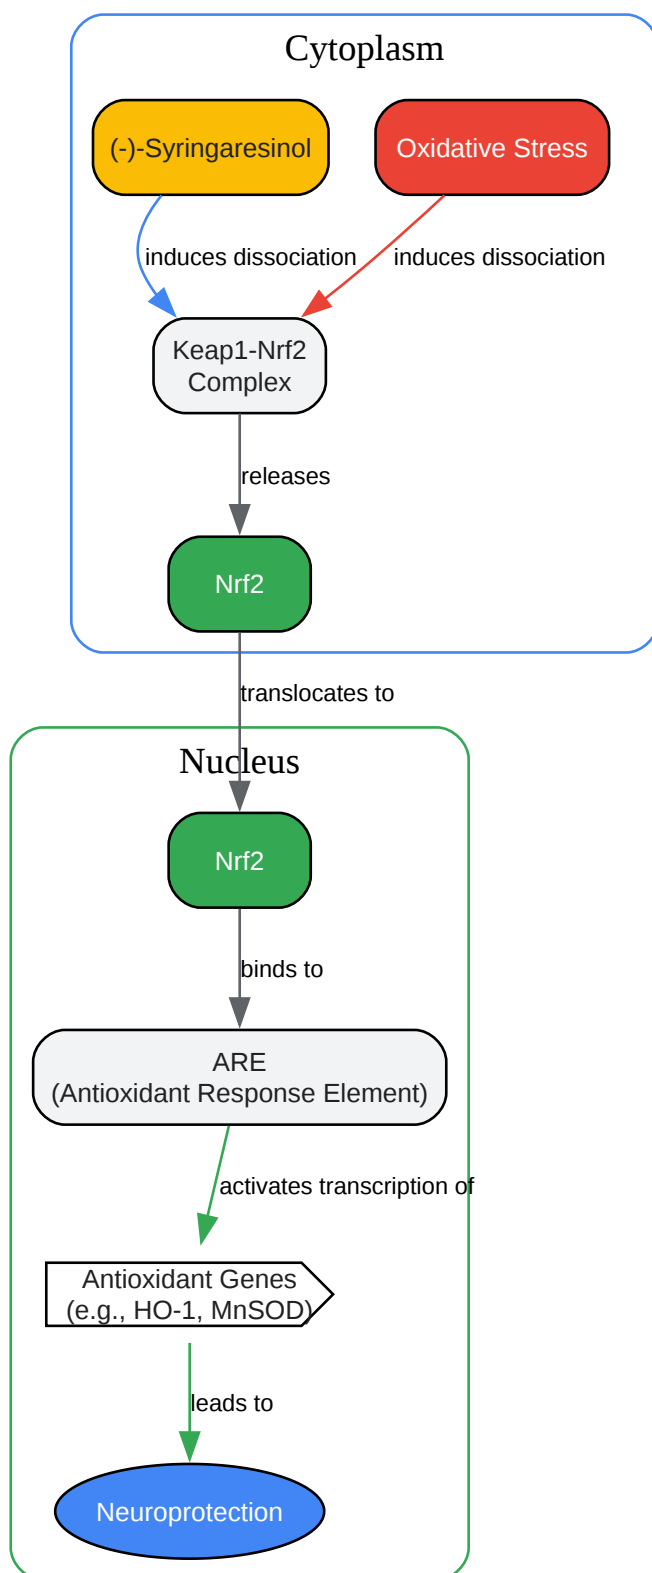 Cytoplasm
(-)-Syringaresinol
Oxidative Stress
induces dissociation
induces dissociation
Keap1-Nrf2
Complex
releases
Nrf2
translocates to
Nucleus
Nrf2
binds to
ARE
(Antioxidant Response Element)
activates transcription of
Antioxidant Genes
(e.g., HO-1, MnSOD)
leads to
Neuroprotection